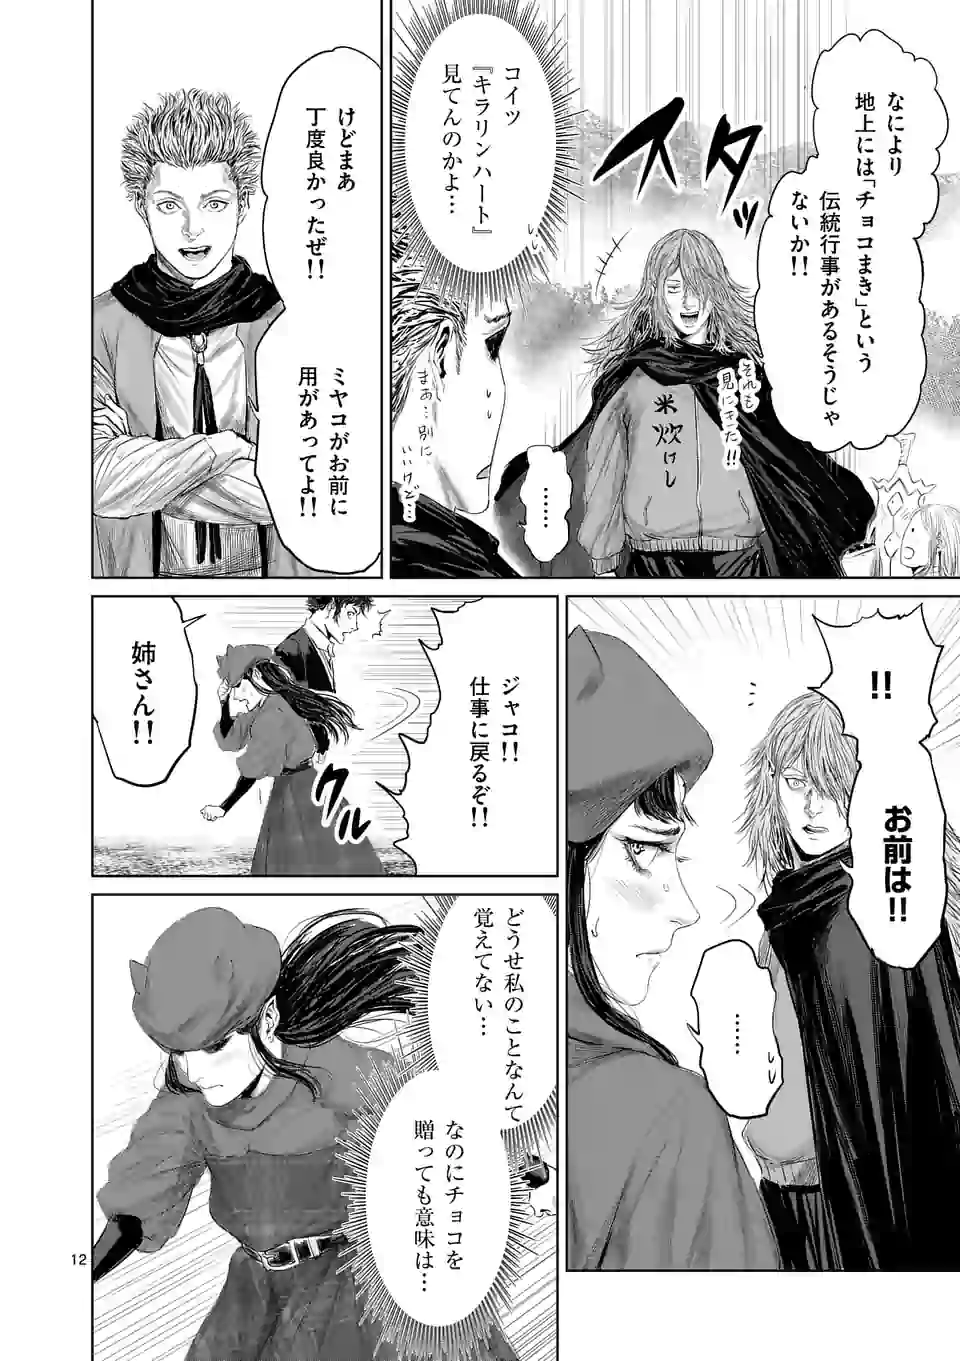 なにより
地上には「チョコまき」という
伝統行事があるそうじゃ
ないか!!
スタッ
それも
見にきた!!
米炊けし
コイツ
『キラリンハート』
見てんのかよ…
まぁ…別に
いいけど…
……
けどまあ
丁度良かったぜ!!
ミヤコがお前に
用があってよ!!
!!
お前は!!
……
ジャコ!!
仕事に戻るぞ!!
クルッ
姉さん!!
どうせ私のことなんて
覚えてない…
なのにチョコを
贈っても意味は…
12